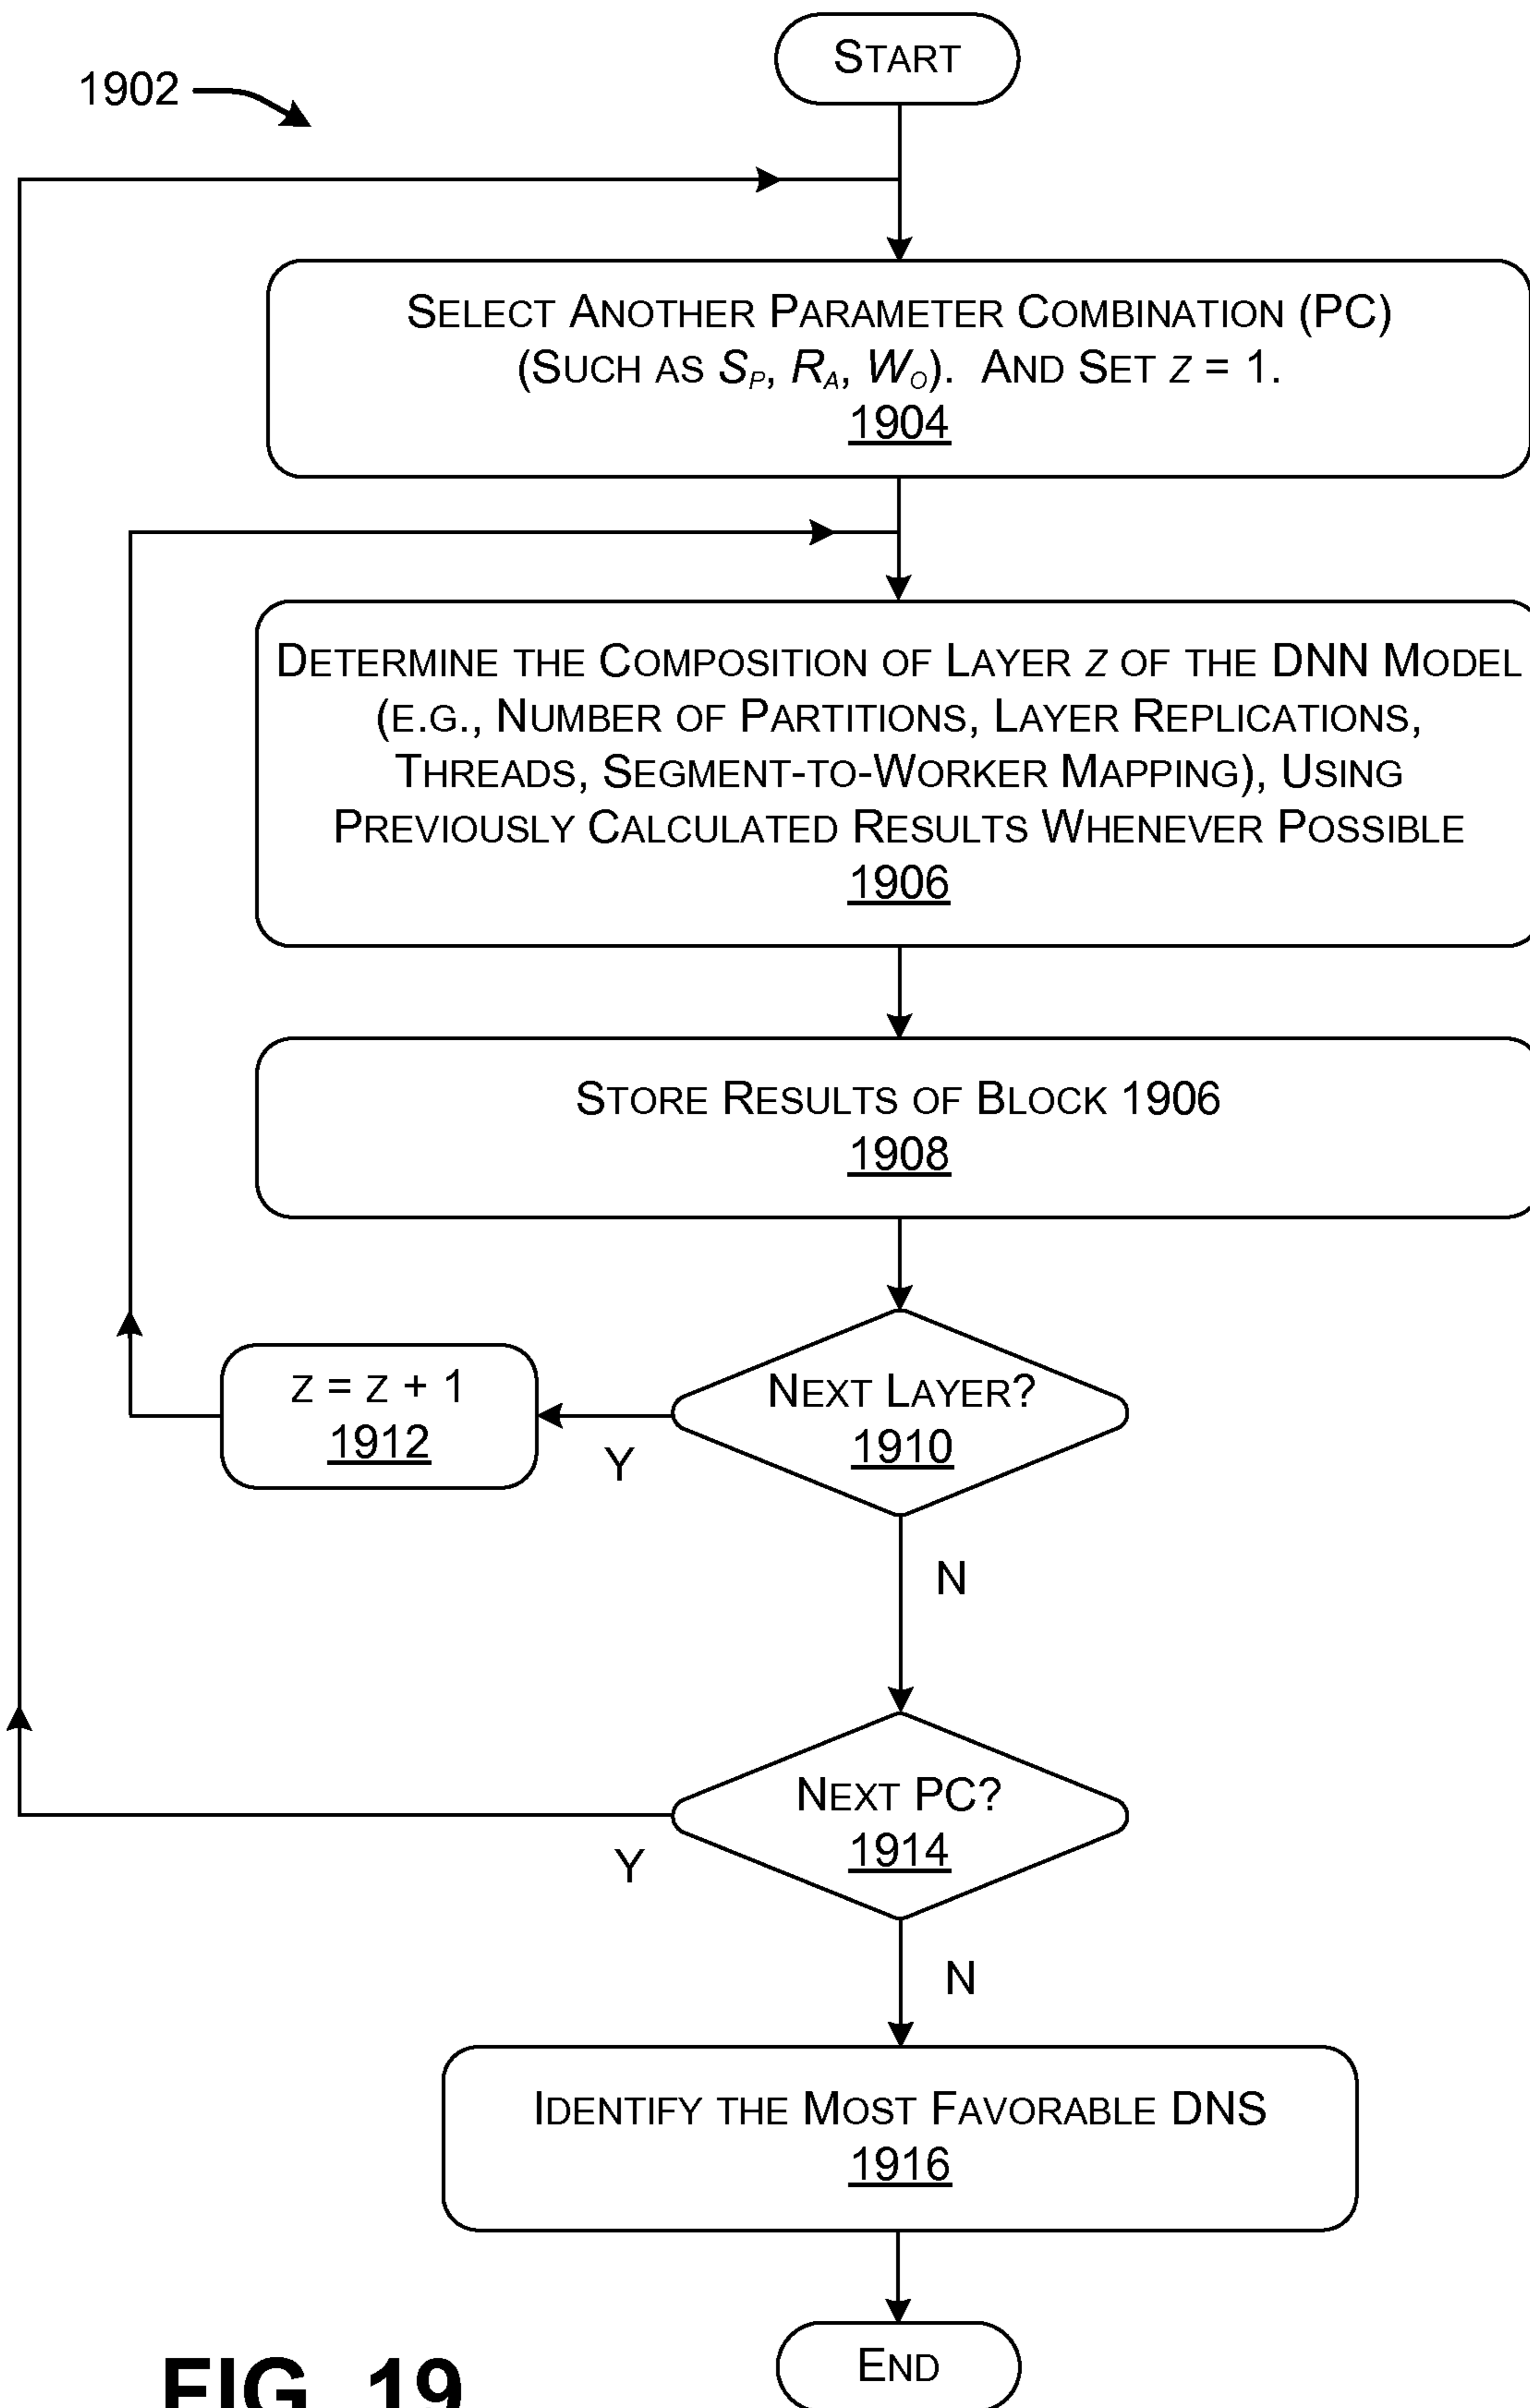 START
1902
SELECT ANOTHER PARAMETER COMBINATION (PC)
(SUCH AS S_P, R_A, W_O). AND SET Z = 1.
1904
DETERMINE THE COMPOSITION OF LAYER Z OF THE DNN MODEL
(E.G., NUMBER OF PARTITIONS, LAYER REPLICATIONS,
THREADS, SEGMENT-TO-WORKER MAPPING), USING
PREVIOUSLY CALCULATED RESULTS WHENEVER POSSIBLE
1906
STORE RESULTS OF BLOCK 1906
1908
NEXT LAYER?
1910
Y
Z = Z + 1
1912
N
NEXT PC?
1914
Y
N
IDENTIFY THE MOST FAVORABLE DNS
1916
END
FIG. 19